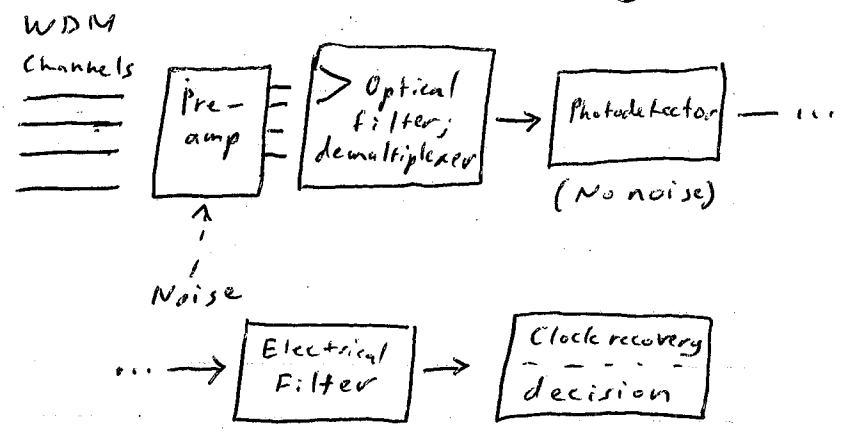 WDM
Channels
Pre-
amp
Optical
filter;
demultiplexer
Photodetector
...
(No noise)
Noise
...
Electrical
Filter
Clock recovery
decision